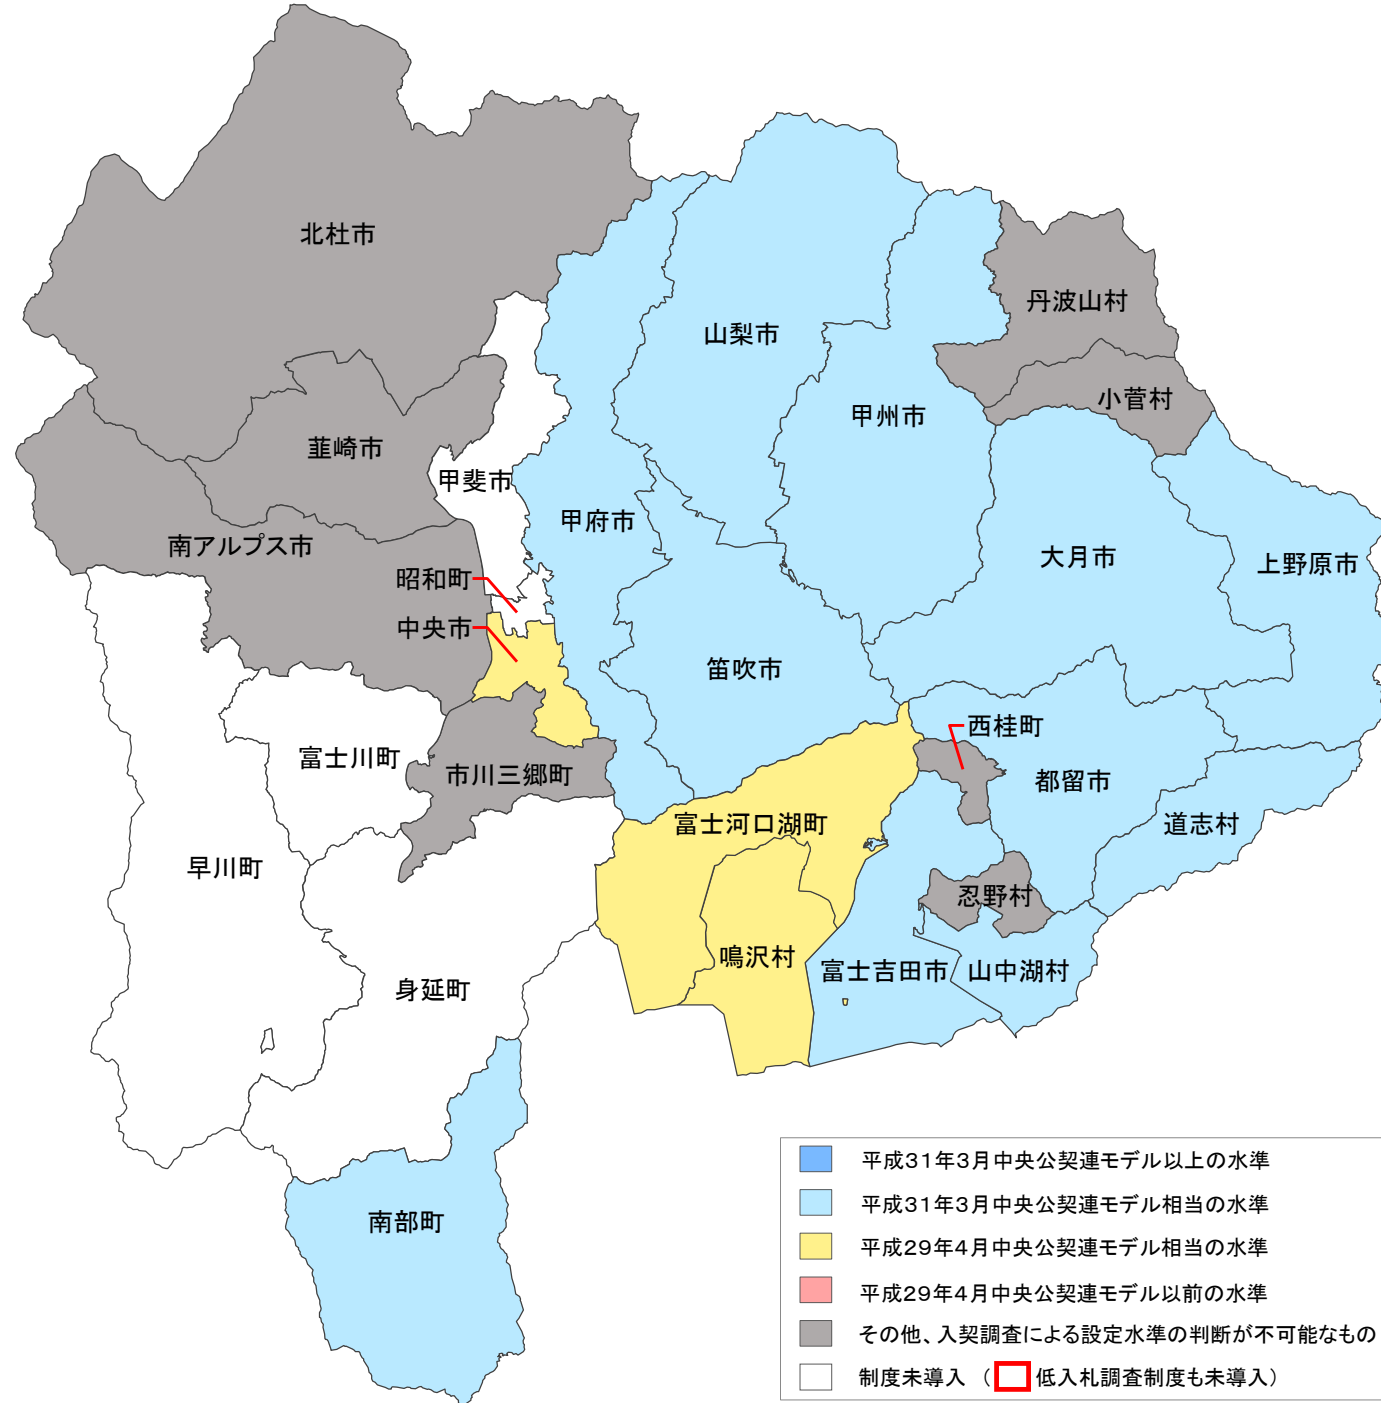 北杜市
丹波山村
山梨市
小菅村
甲州市
韮崎市
甲斐市
甲府市
南アルプス市
大月市
上野原市
昭和町
中央市
笛吹市
西桂町
富士川町
市川三郷町
都留市
富士河口湖町
道志村
早川町
忍野村
鳴沢村
富士吉田市
山中湖村
身延町
南部町
平成31年3月中央公契連モデル以上の水準
平成31年3月中央公契連モデル相当の水準
平成29年4月中央公契連モデル相当の水準
平成29年4月中央公契連モデル以前の水準
その他、入契調査による設定水準の判断が不可能なもの
制度未導入 （ 低入札調査制度も未導入）